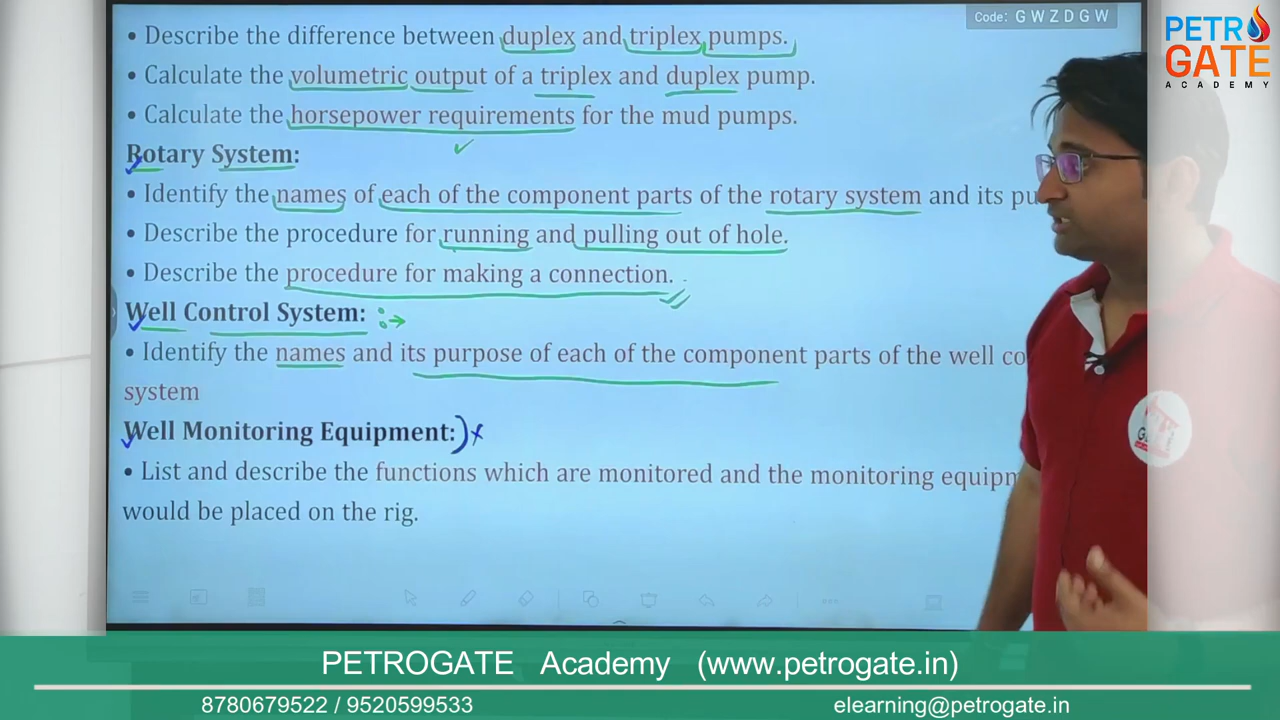 Code: G W Z D G W
PETRO
GATE
ACADEMY
• Describe the difference between duplex and triplex pumps.
• Calculate the volumetric output of a triplex and duplex pump.
• Calculate the horsepower requirements for the mud pumps.
Rotary System:
• Identify the names of each of the component parts of the rotary system and its pu
• Describe the procedure for running and pulling out of hole.
• Describe the procedure for making a connection.
Well Control System:
• Identify the names and its purpose of each of the component parts of the well co
system
Well Monitoring Equipment:
• List and describe the functions which are monitored and the monitoring equipm
would be placed on the rig.
PETROGATE Academy (www.petrogate.in)
8780679522 / 9520599533 elearning@petrogate.in